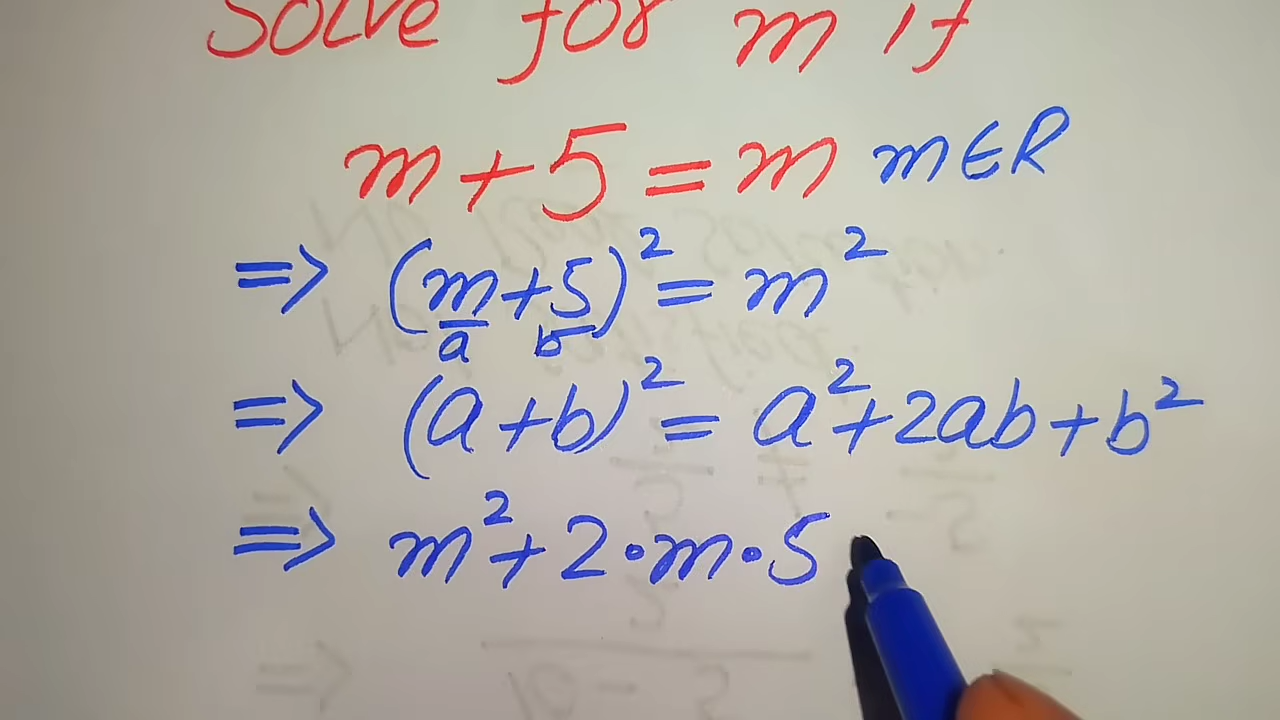 Solve for m if
m + 5 = m m ∈ R
=> (m + 5)² = m²
a b
=> (a + b)² = a² + 2ab + b²
=> m² + 2 · m · 5